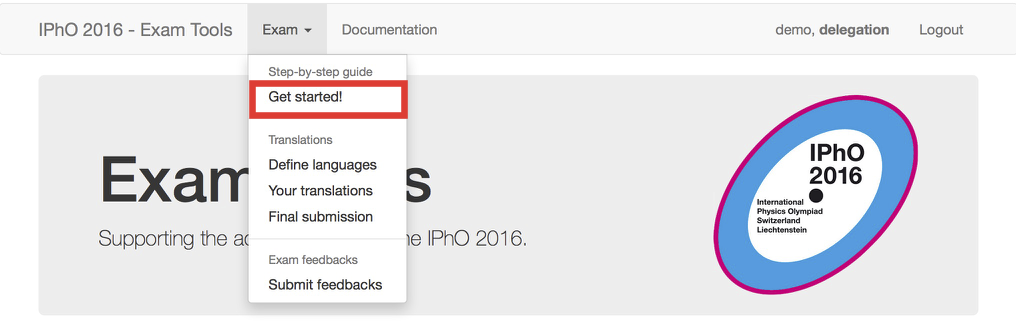 IPhO 2016 - Exam Tools Exam Documentation demo, delegation Logout
Step-by-step guide
Get started!
Translations
Define languages
Your translations
Final submission
Exam feedbacks
Submit feedbacks
Exam s
Supporting the a ne IPhO 2016.
IPhO
2016
International
Physics Olympiad
Switzerland
Liechtenstein